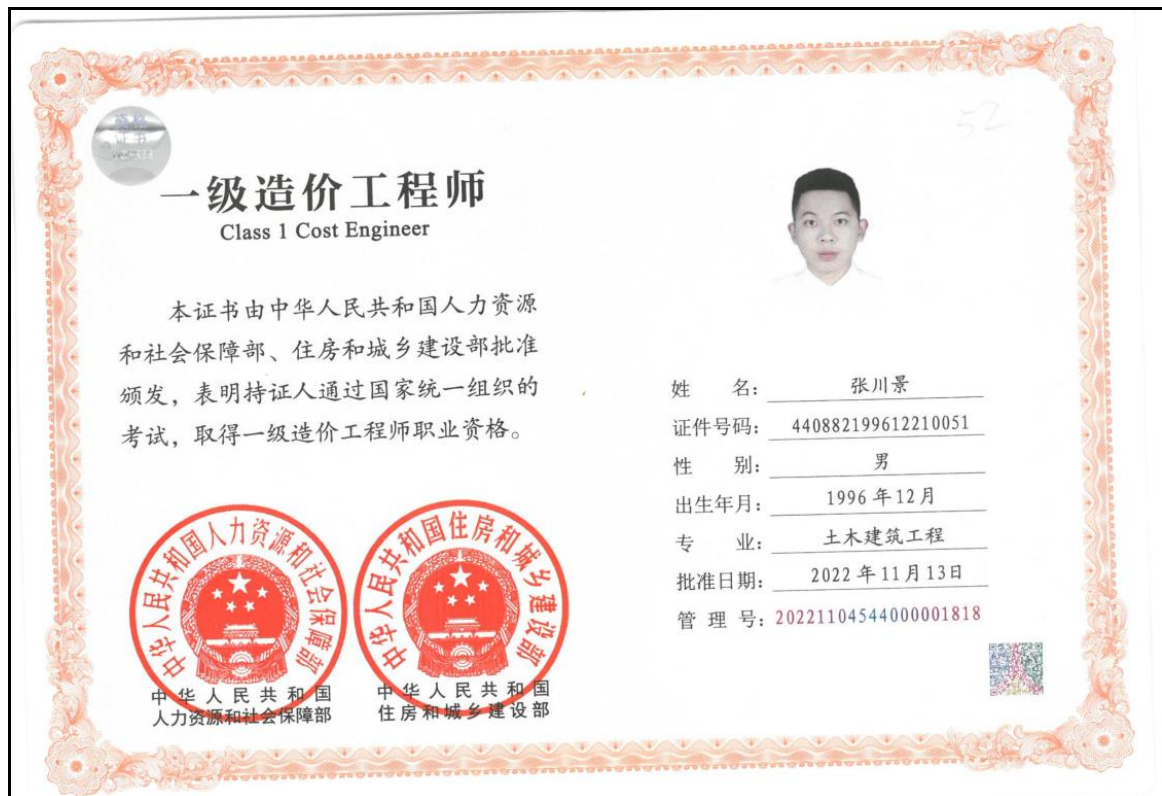 资格
证书
52
一级造价工程师
Class 1 Cost Engineer
本证书由中华人民共和国人力资源
和社会保障部、住房和城乡建设部批准
颁发，表明持证人通过国家统一组织的
考试，取得一级造价工程师职业资格。
姓 名： 张川景
证件号码： 440882199612210051
性 别： 男
出生年月： 1996年12月
专 业： 土木建筑工程
批准日期： 2022年11月13日
管 理 号：20221104544000001818
中华人民共和国人力资源和社会保障部
中华人民共和国住房和城乡建设部
中华人民共和国
人力资源和社会保障部
中华人民共和国
住房和城乡建设部